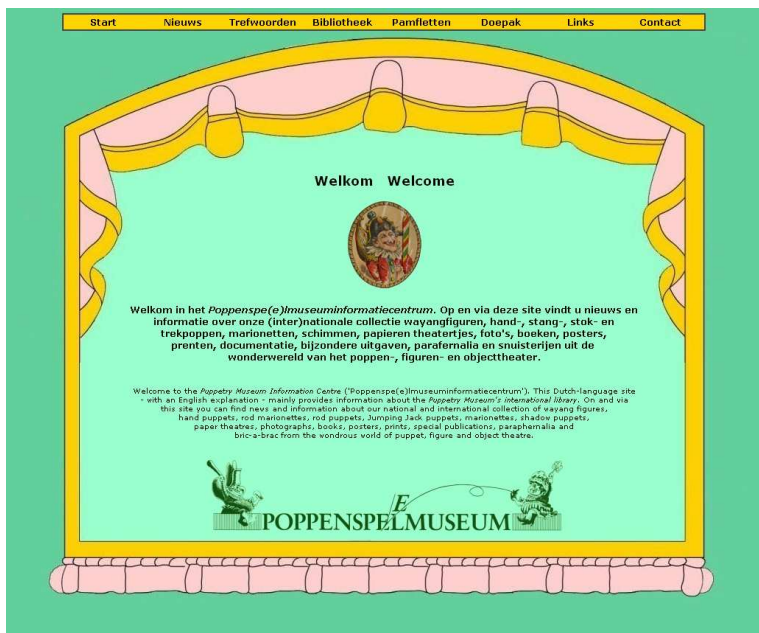 Start Nieuws Trefwoorden Bibliotheek Pamfletten Doepak Links Contact
Welkom Welcome
Welkom in het Poppenspe(e)lmuseuminformatiecentrum. Op en via deze site vindt u nieuws en
informatie over onze (inter)nationale collectie wayangfiguren, hand-, stang-, stok- en
trekpoppen, marionetten, schimmen, papieren theatertjes, foto's, boeken, posters,
prenten, documentatie, bijzondere uitgaven, parafernalia en snuisterijen uit de
wonderwereld van het poppen-, figuren- en objecttheater.
Welcome to the Puppetry Museum Information Centre ('Poppenspe(e)lmuseuminformatiecentrum'). This Dutch-language site
- with an English explanation - mainly provides information about the Puppetry Museum's international library. On and via
this site you can find news and information about our national and international collection of wayang figures,
hand puppets, rod marionettes, rod puppets, Jumping Jack puppets, marionettes, shadow puppets,
paper theatres, photographs, books, posters, prints, special publications, paraphernalia and
bric-a-brac from the wondrous world of puppet, figure and object theatre.
POPPENSPE/ELMUSEUM